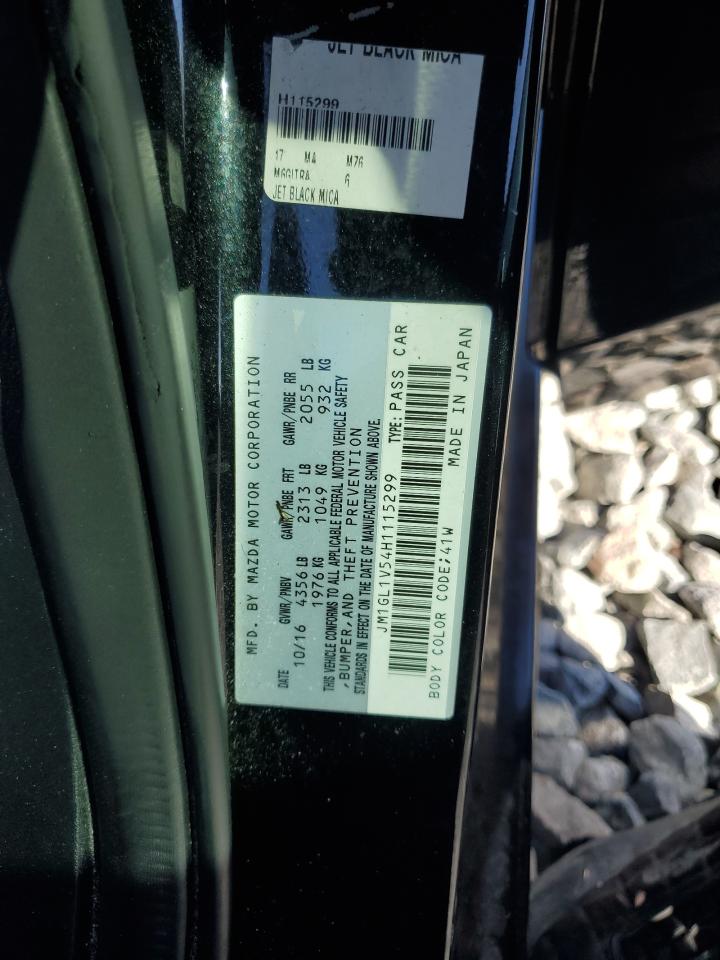 JET BLACK MICA
H115299
17 MA M76
M6GITRA 6
JET BLACK MICA
MFD. BY MAZDA MOTOR CORPORATION
DATE GVWR/PNBV GAWR/PNBE FRT GAWR/PNBE RR
10/16 4356 LB 2313 LB 2055 LB
1976 KG 1049 KG 932 KG
THIS VEHICLE CONFORMS TO ALL APPLICABLE FEDERAL MOTOR VEHICLE SAFETY
,BUMPER,AND THEFT PREVENTION
STANDARDS IN EFFECT ON THE DATE OF MANUFACTURE SHOWN ABOVE.
JM1GL1V54H1115299 TYPE: PASS CAR
BODY COLOR CODE;41W MADE IN JAPAN